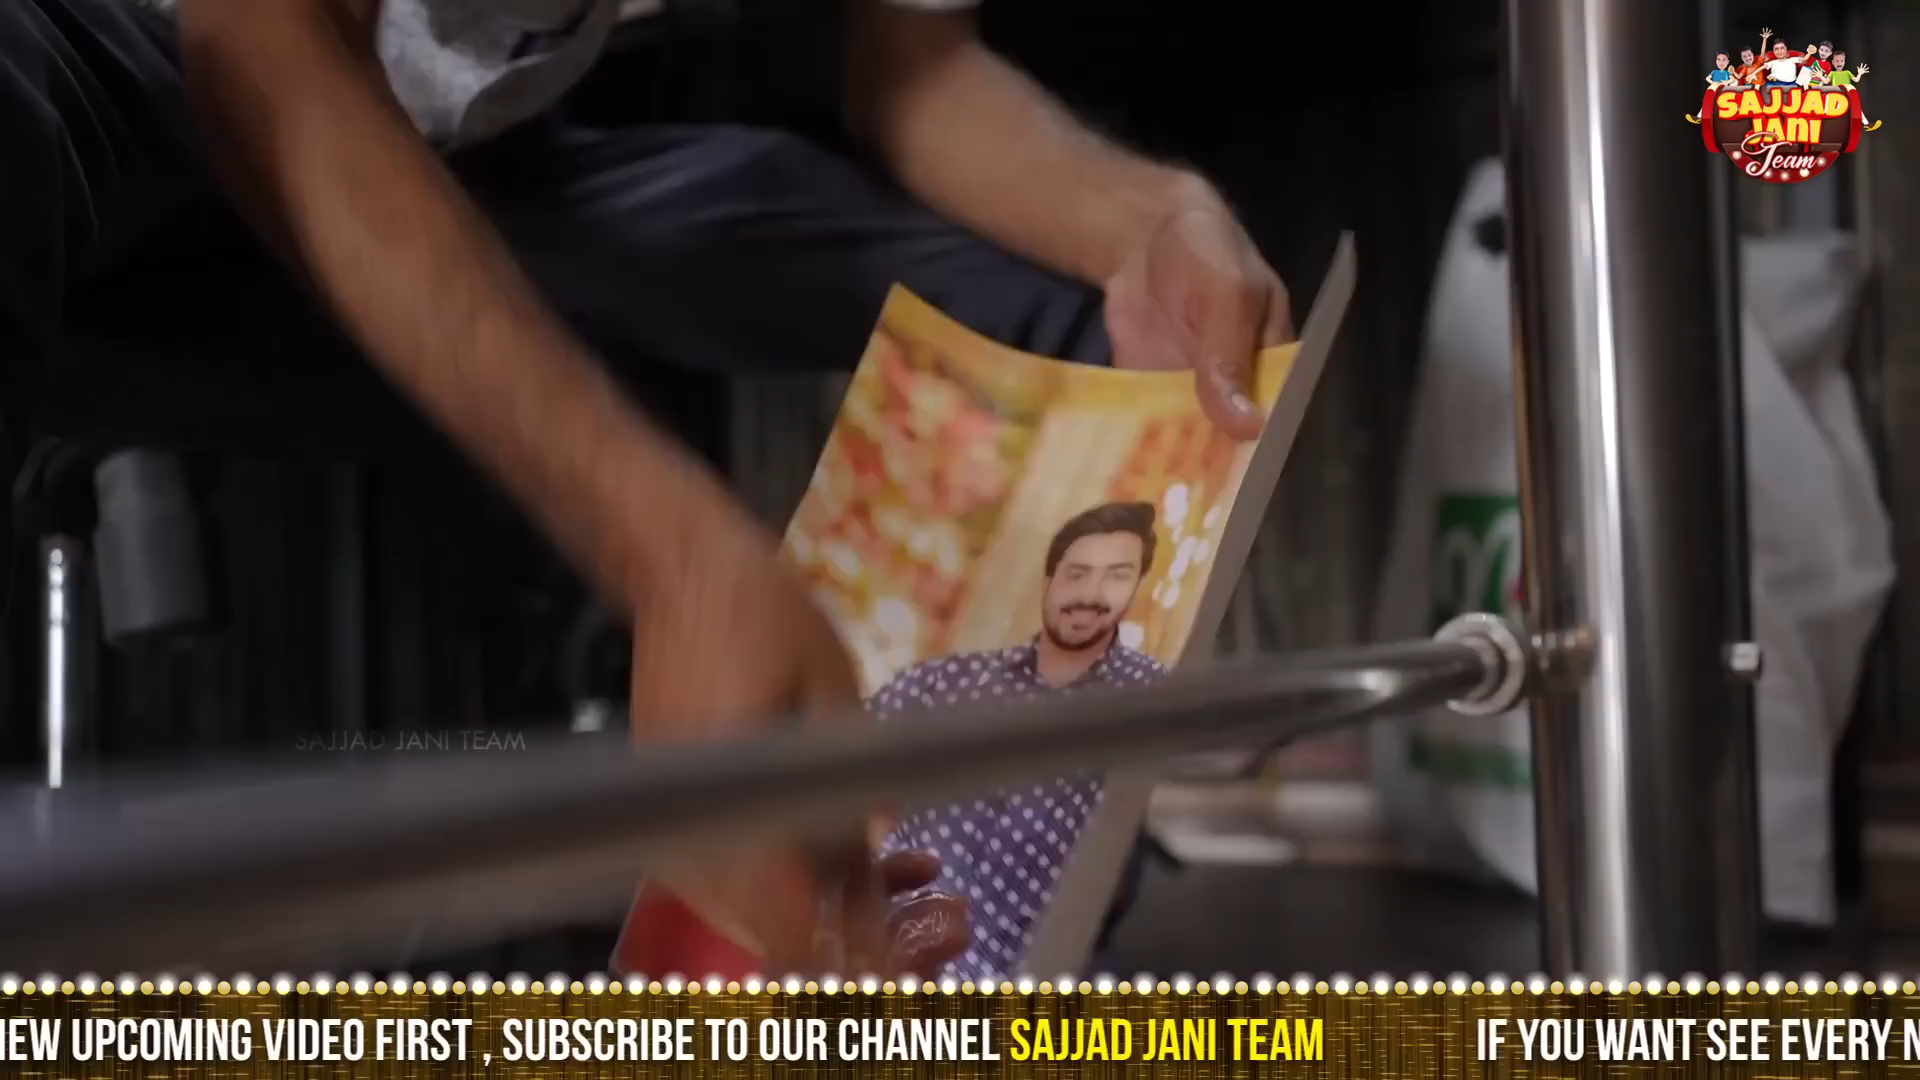 SAJJAD
JANI
Team
SAJJAD JANI TEAM
IEW UPCOMING VIDEO FIRST , SUBSCRIBE TO OUR CHANNEL SAJJAD JANI TEAM IF YOU WANT SEE EVERY N